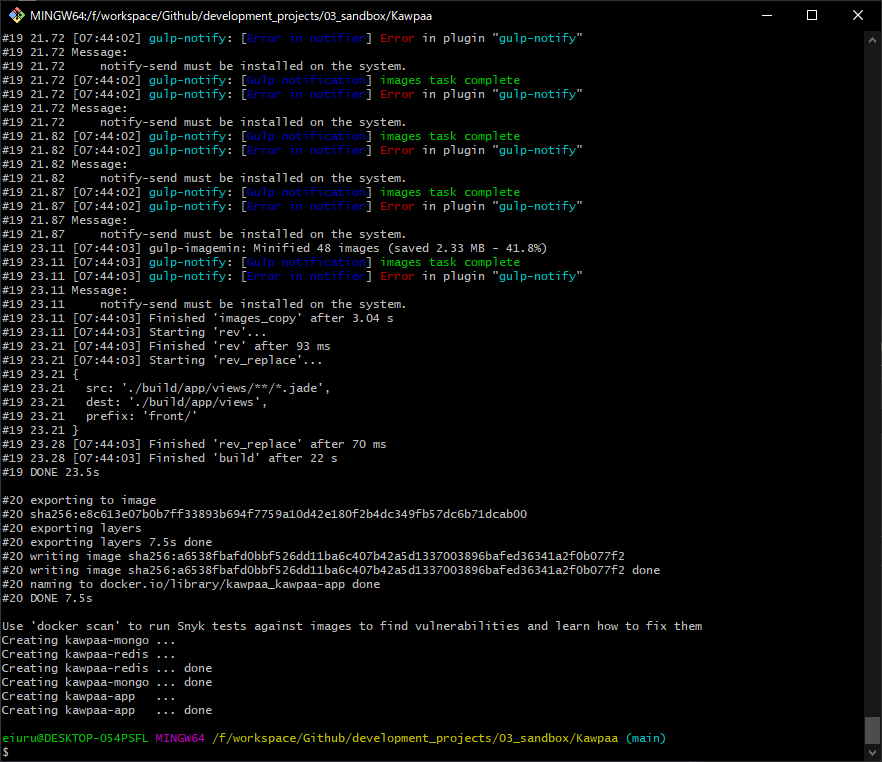 MINGW64:/f/workspace/Github/development_projects/03_sandbox/Kawpaa
#19 21.72 [07:44:02] gulp-notify: [Error in notifier] Error in plugin "gulp-notify"
#19 21.72 Message:
#19 21.72     notify-send must be installed on the system.
#19 21.72 [07:44:02] gulp-notify: [Gulp notification] images task complete
#19 21.72 [07:44:02] gulp-notify: [Error in notifier] Error in plugin "gulp-notify"
#19 21.72 Message:
#19 21.72     notify-send must be installed on the system.
#19 21.82 [07:44:02] gulp-notify: [Gulp notification] images task complete
#19 21.82 [07:44:02] gulp-notify: [Error in notifier] Error in plugin "gulp-notify"
#19 21.82 Message:
#19 21.82     notify-send must be installed on the system.
#19 21.87 [07:44:02] gulp-notify: [Gulp notification] images task complete
#19 21.87 [07:44:02] gulp-notify: [Error in notifier] Error in plugin "gulp-notify"
#19 21.87 Message:
#19 21.87     notify-send must be installed on the system.
#19 23.11 [07:44:03] gulp-imagemin: Minified 48 images (saved 2.33 MB - 41.8%)
#19 23.11 [07:44:03] gulp-notify: [Gulp notification] images task complete
#19 23.11 [07:44:03] gulp-notify: [Error in notifier] Error in plugin "gulp-notify"
#19 23.11 Message:
#19 23.11     notify-send must be installed on the system.
#19 23.11 [07:44:03] Finished 'images_copy' after 3.04 s
#19 23.11 [07:44:03] Starting 'rev'...
#19 23.21 [07:44:03] Finished 'rev' after 93 ms
#19 23.21 [07:44:03] Starting 'rev_replace'...
#19 23.21 {
#19 23.21   src: './build/app/views/**/*.jade',
#19 23.21   dest: './build/app/views',
#19 23.21   prefix: 'front/'
#19 23.21 }
#19 23.28 [07:44:03] Finished 'rev_replace' after 70 ms
#19 23.28 [07:44:03] Finished 'build' after 22 s
#19 DONE 23.5s
#20 exporting to image
#20 sha256:e8c613e07b0b7ff33893b694f7759a10d42e180f2b4dc349fb57dc6b71dcab00
#20 exporting layers
#20 exporting layers 7.5s done
#20 writing image sha256:a6538fbafd0bbf526dd11ba6c407b42a5d1337003896bafed36341a2f0b077f2
#20 writing image sha256:a6538fbafd0bbf526dd11ba6c407b42a5d1337003896bafed36341a2f0b077f2 done
#20 naming to docker.io/library/kawpaa_kawpaa-app done
#20 DONE 7.5s
Use 'docker scan' to run Snyk tests against images to find vulnerabilities and learn how to fix them
Creating kawpaa-mongo ...
Creating kawpaa-redis ...
Creating kawpaa-redis ... done
Creating kawpaa-mongo ... done
Creating kawpaa-app   ...
Creating kawpaa-app   ... done
eiuru@DESKTOP-O54PSFL MINGW64 /f/workspace/Github/development_projects/03_sandbox/Kawpaa (main)
$